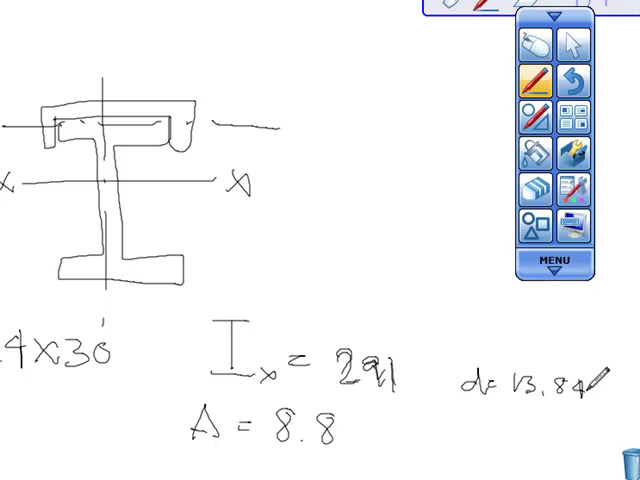 X X
4X30
Ix = 291
d= 13.84
A = 8.8
MENU